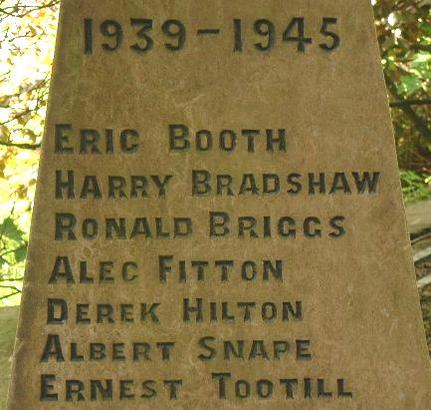 1939-1945
ERIC BOOTH
HARRY BRADSHAW
RONALD BRIGGS
ALEC FITTON
DEREK HILTON
ALBERT SNAPE
ERNEST TOOTILL